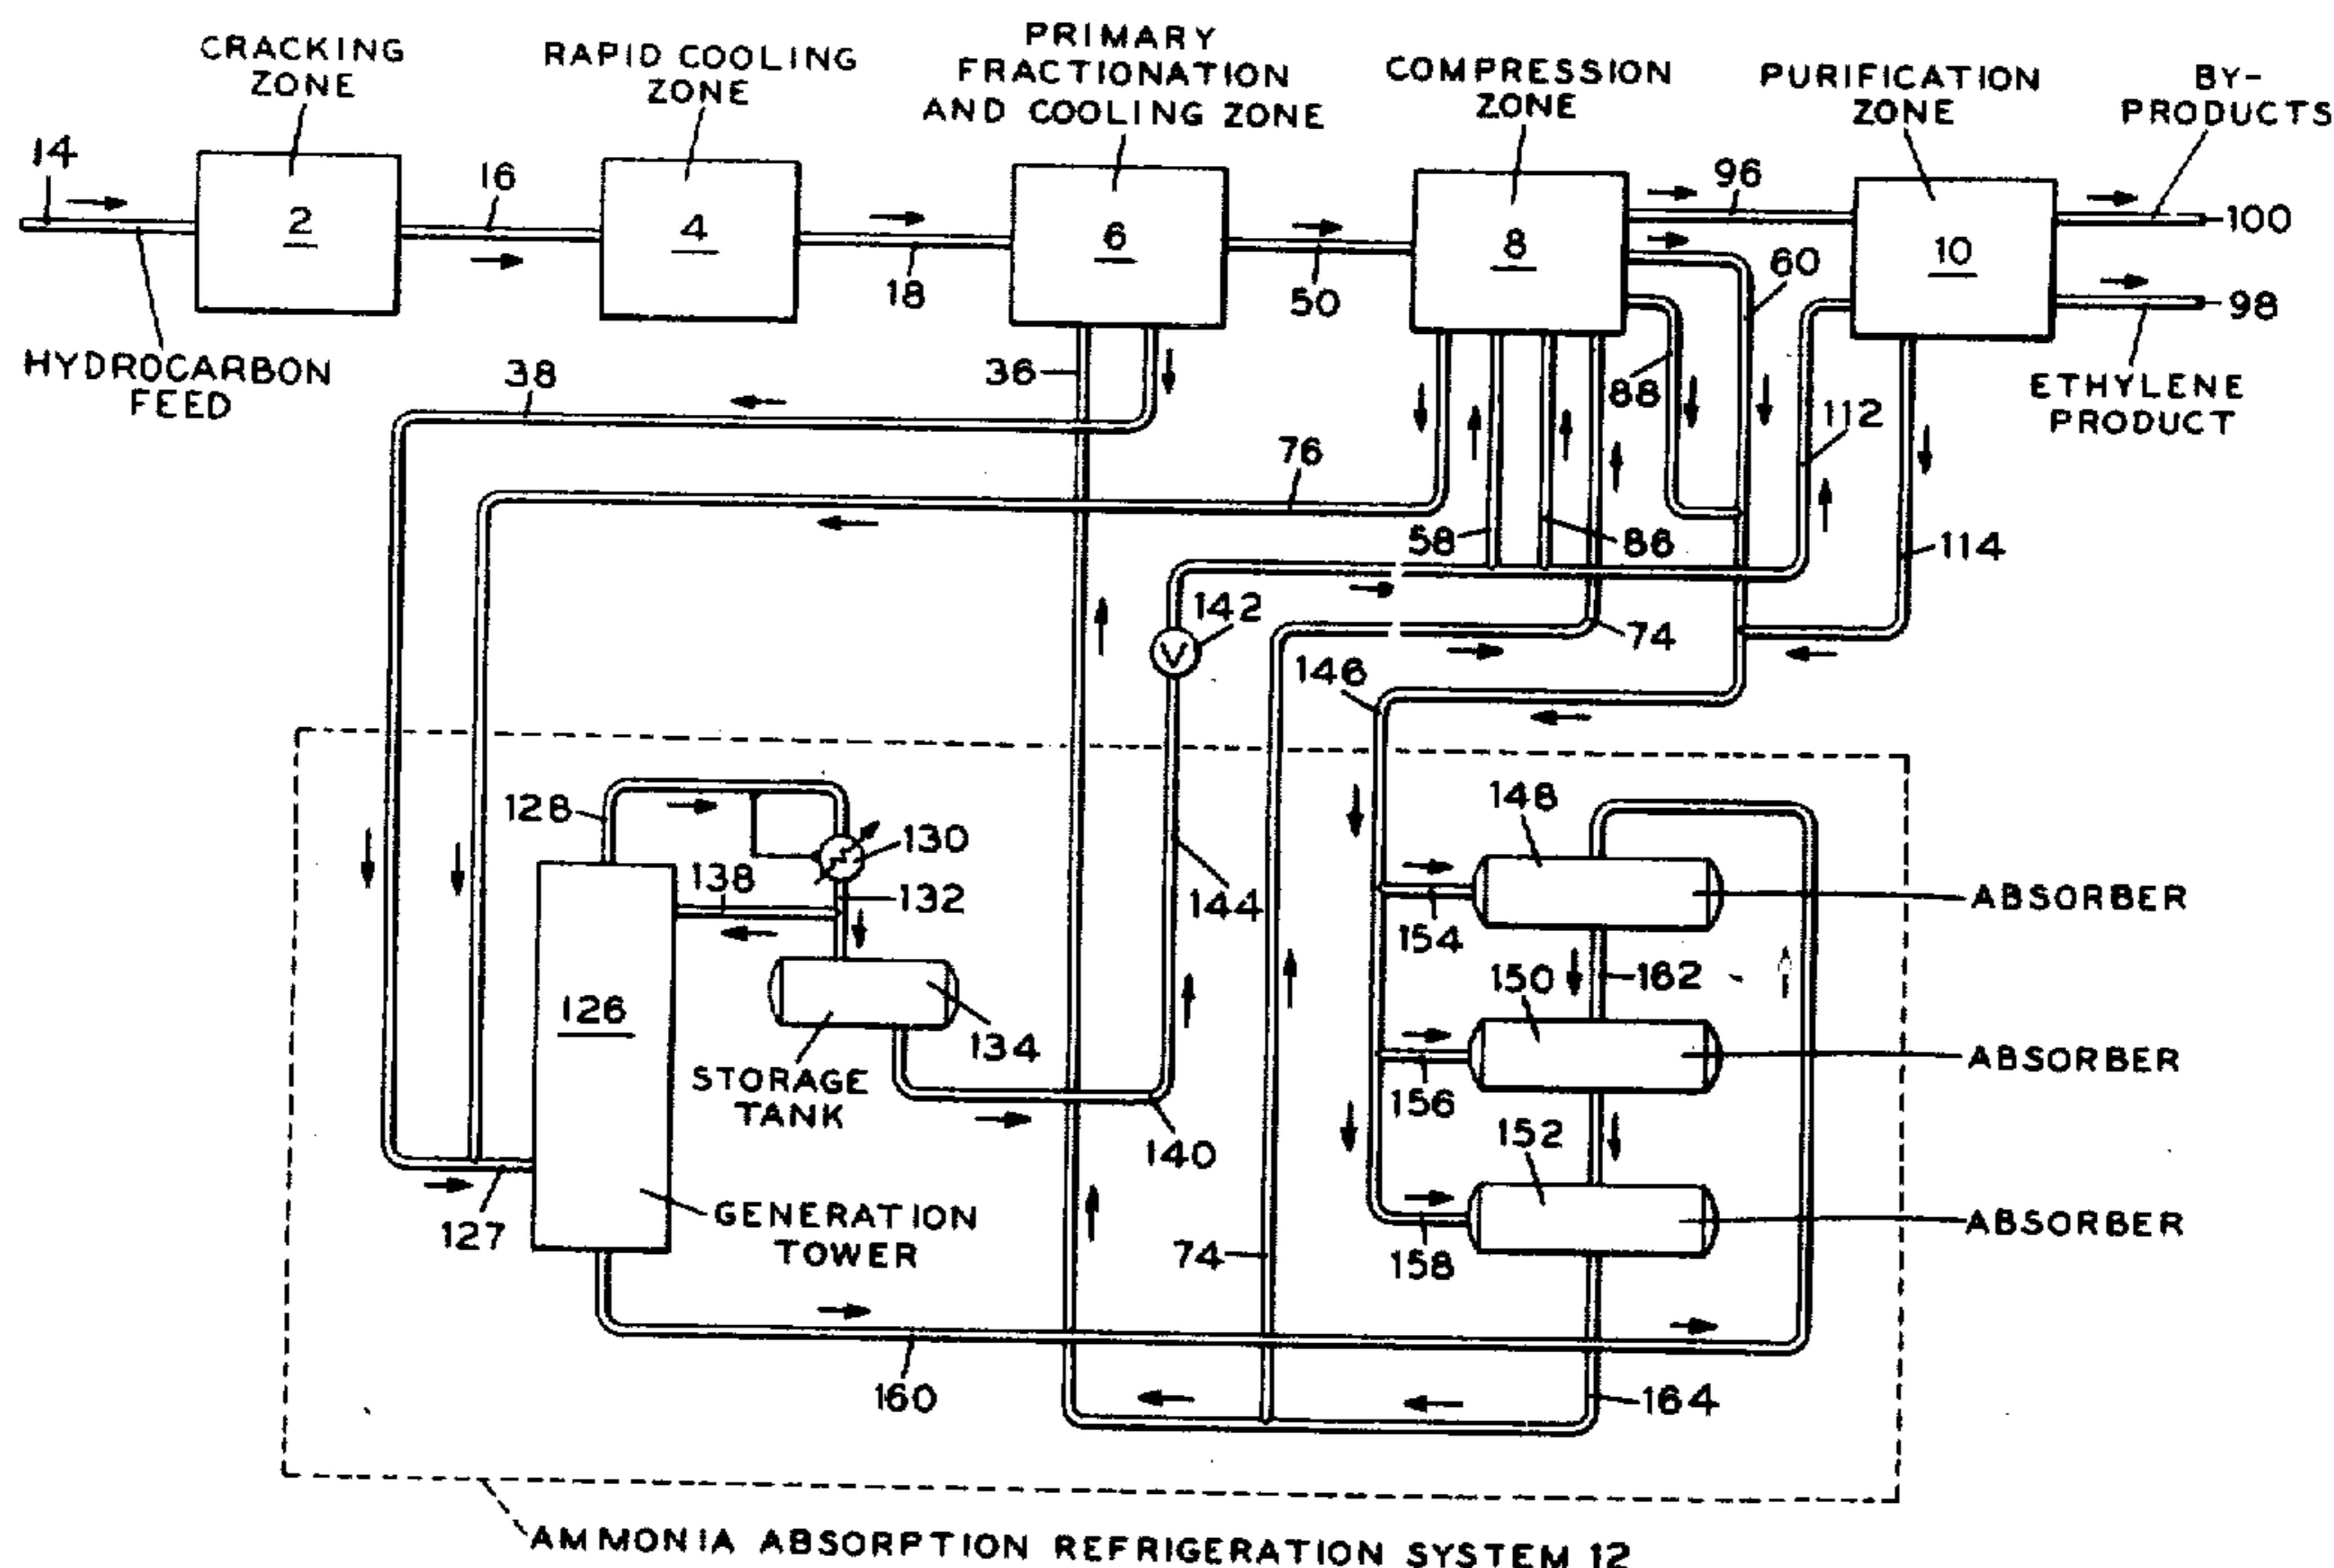 CRACKING
ZONE
RAPID COOLING
ZONE
PRIMARY
FRACTIONATION
AND COOLING ZONE
COMPRESSION
ZONE
PURIFICATION
ZONE
BY-
PRODUCTS
14
2
16
4
18
6
50
8
96
60
10
100
98
HYDROCARBON
FEED
38
36
76
58
86
88
112
ETHYLENE
PRODUCT
114
142
74
146
128
130
138
132
144
148
ABSORBER
154
126
134
150
162
STORAGE
TANK
156
ABSORBER
140
152
127
GENERATION
TOWER
74
158
ABSORBER
160
164
AMMONIA ABSORPTION REFRIGERATION SYSTEM 12